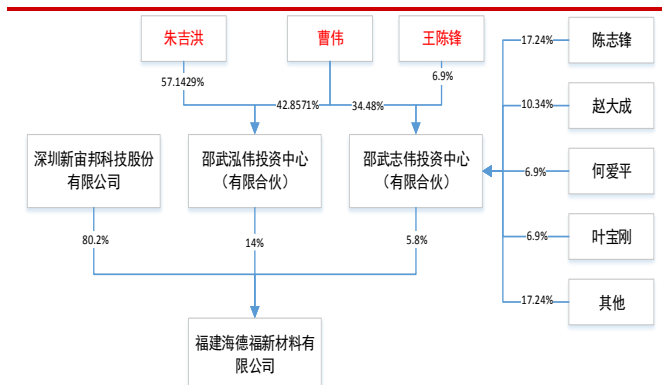 朱吉洪
曹伟
王陈锋
陈志锋
17.24%
57.1429%
6.9%
42.8571%
34.48%
10.34%
赵大成
深圳新宙邦科技股份
有限公司
邵武泓伟投资中心
（有限合伙）
邵武志伟投资中心
（有限合伙）
6.9%
何爱平
80.2%
14%
5.8%
6.9%
叶宝刚
17.24%
其他
福建海德福新材料有
限公司